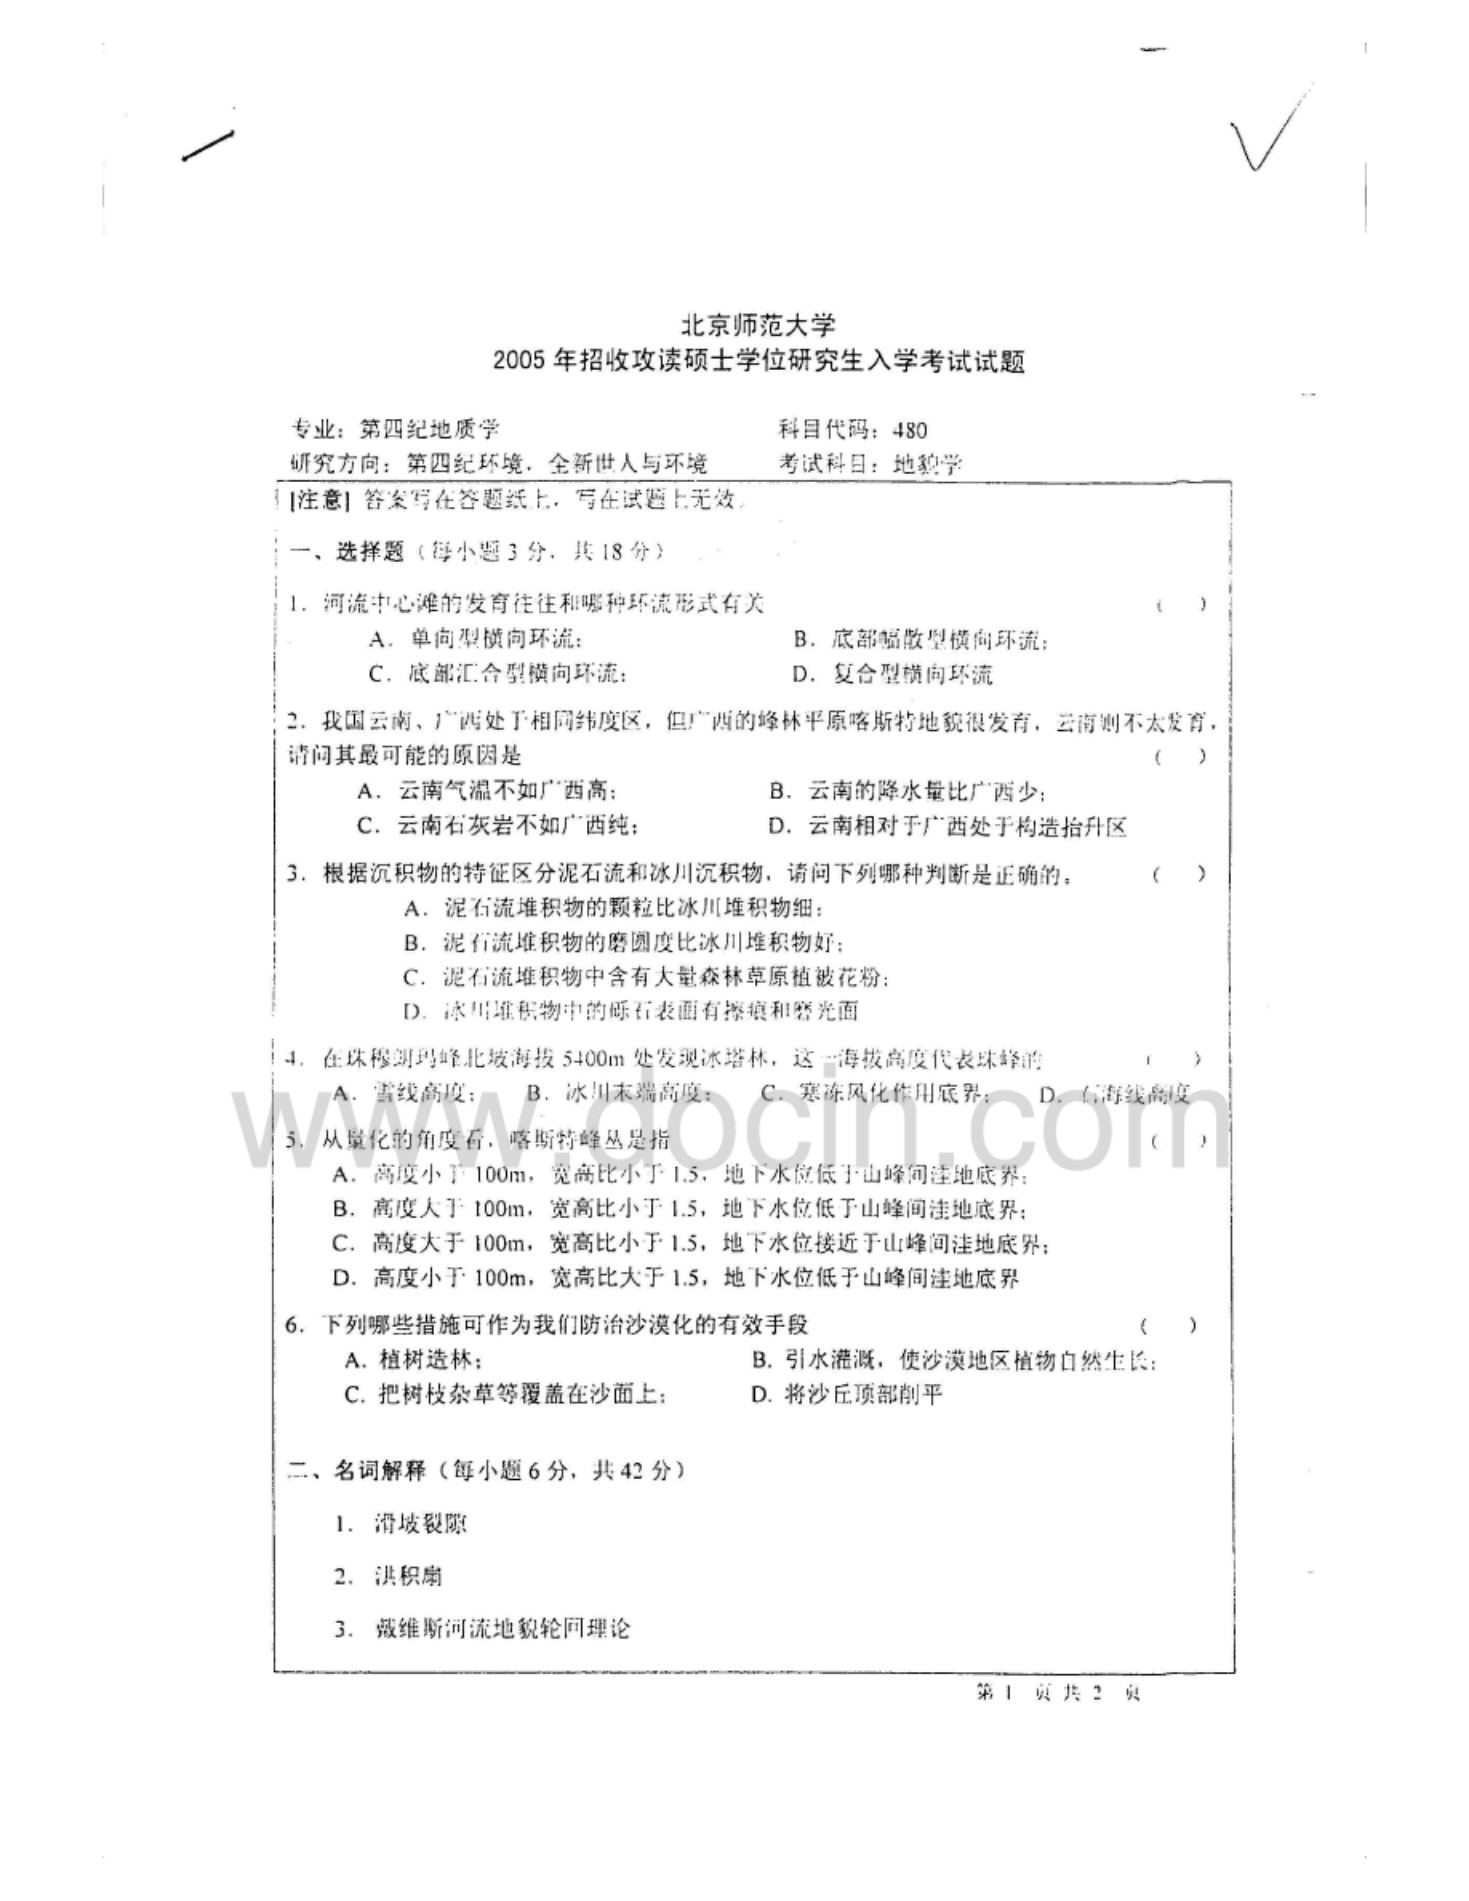 北京师范大学
2005 年招收攻读硕士学位研究生入学考试试题
专业：第四纪地质学 科目代码：480
研究方向：第四纪环境，全新世人与环境 考试科目：地貌学
[注意] 答案写在答题纸上，写在试题上无效。
一、选择题（每小题 3 分，共 18 分）
1．河流中心滩的发育往往和哪种环流形式有关 （ ）
A．单向型横向环流； B．底部幅散型横向环流；
C．底部汇合型横向环流； D．复合型横向环流
2．我国云南、广西处于相同纬度区，但广西的峰林平原喀斯特地貌很发育，云南则不太发育，
请问其最可能的原因是 （ ）
A．云南气温不如广西高； B．云南的降水量比广西少；
C．云南石灰岩不如广西纯； D．云南相对于广西处于构造抬升区
3．根据沉积物的特征区分泥石流和冰川沉积物，请问下列哪种判断是正确的。 （ ）
A．泥石流堆积物的颗粒比冰川堆积物细；
B．泥石流堆积物的磨圆度比冰川堆积物好；
C．泥石流堆积物中含有大量森林草原植被花粉；
D．冰川堆积物中的砾石表面有擦痕和磨光面
4．在珠穆朗玛峰北坡海拔 5400m 处发现冰塔林，这一海拔高度代表珠峰的 （ ）
A．雪线高度； B．冰川末端高度； C．寒冻风化作用底界； D．石海线高度
5．从量化的角度看，喀斯特峰丛是指 （ ）
A．高度小于 100m，宽高比小于 1.5，地下水位低于山峰间洼地底界；
B．高度大于 100m，宽高比小于 1.5，地下水位低于山峰间洼地底界；
C．高度大于 100m，宽高比小于 1.5，地下水位接近于山峰间洼地底界；
D．高度小于 100m，宽高比大于 1.5，地下水位低于山峰间洼地底界
6．下列哪些措施可作为我们防治沙漠化的有效手段 （ ）
A. 植树造林； B. 引水灌溉，使沙漠地区植物自然生长；
C. 把树枝杂草等覆盖在沙面上； D. 将沙丘顶部削平
二、名词解释（每小题 6 分，共 42 分）
1． 滑坡裂隙
2． 洪积扇
3． 戴维斯河流地貌轮回理论
第 1 页 共 2 页
www.docin.com